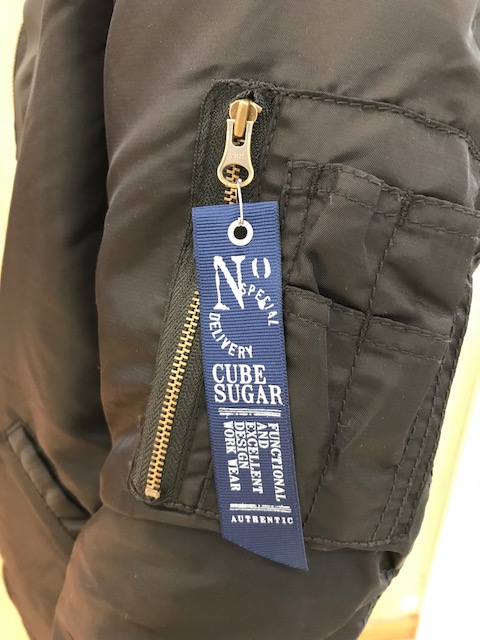 Nº
SPECIAL
DELIVERY
CUBE
SUGAR
FUNCTIONAL
AND
EXCELLENT
DESIGN
WORK WEAR
AUTHENTIC